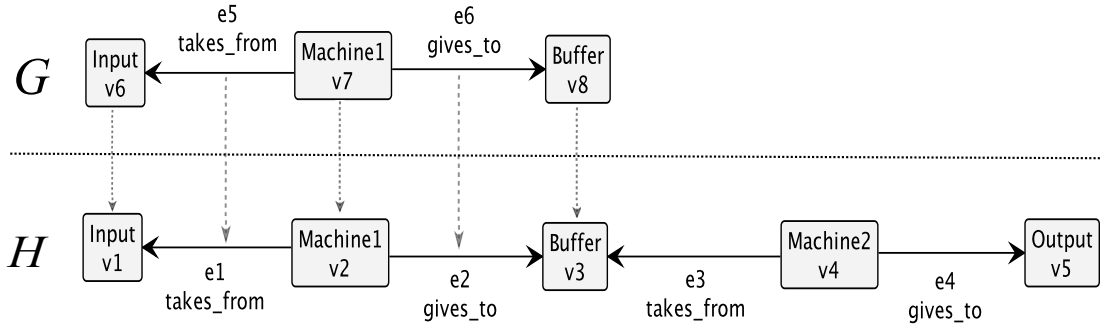 e5
takes_from
e6
gives_to
G
Input
v6
Machine1
v7
Buffer
v8
H
Input
v1
Machine1
v2
Buffer
v3
Machine2
v4
Output
v5
e1
takes_from
e2
gives_to
e3
takes_from
e4
gives_to